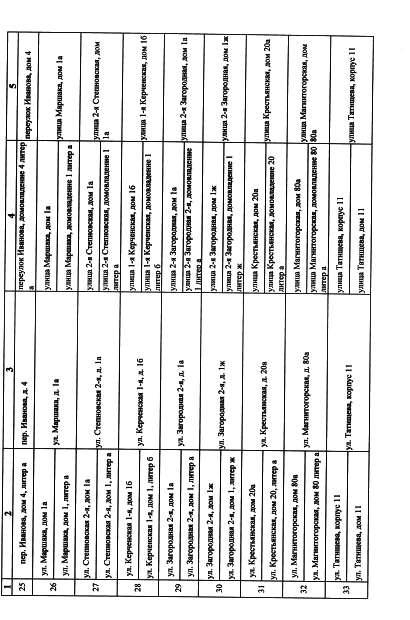 1 2 3 4 5
25 пер. Иванова, дом 4, литер а пер. Иванова, д. 4 переулок Иванова, домовладение 4 литер а переулок Иванова, дом 4
26 ул. Маршака, дом 1а ул. Маршака, д. 1а улица Маршака, дом 1а улица Маршака, дом 1а
ул. Маршака, дом 1, литер а улица Маршака, домовладение 1 литер а
27 ул. Степновская 2-я, дом 1а ул. Степновская 2-я, д. 1а улица 2-я Степновская, дом 1а улица 2-я Степновская, дом 1а
ул. Степновская 2-я, дом 1, литер а улица 2-я Степновская, домовладение 1 литер а
28 ул. Керченская 1-я, дом 1б ул. Керченская 1-я, д. 1б улица 1-я Керченская, дом 1б улица 1-я Керченская, дом 1б
ул. Керченская 1-я, дом 1, литер б улица 1-я Керченская, домовладение 1 литер б
29 ул. Загородная 2-я, дом 1а ул. Загородная 2-я, д. 1а улица 2-я Загородная, дом 1а улица 2-я Загородная, дом 1а
ул. Загородная 2-я, дом 1, литер а улица 2-я Загородная 2-я, домовладение 1 литер а
30 ул. Загородная 2-я, дом 1ж ул. Загородная 2-я, д. 1ж улица 2-я Загородная, дом 1ж улица 2-я Загородная, дом 1ж
ул. Загородная 2-я, дом 1, литер ж улица 2-я Загородная, домовладение 1 литер ж
31 ул. Крестьянская, дом 20а ул. Крестьянская, д. 20а улица Крестьянская, дом 20а улица Крестьянская, дом 20а
ул. Крестьянская, дом 20, литер а улица Крестьянская, домовладение 20 литер а
32 ул. Магнитогорская, дом 80а ул. Магнитогорская, д. 80а улица Магнитогорская, дом 80а улица Магнитогорская, дом 80а
ул. Магнитогорская, дом 80 литер а улица Магнитогорская, домовладение 80 литер а
33 ул. Татищева, корпус 11 ул. Татищева, корпус 11 улица Татищева, корпус 11 улица Татищева, корпус 11
ул. Татищева, дом 11 улица Татищева, дом 11